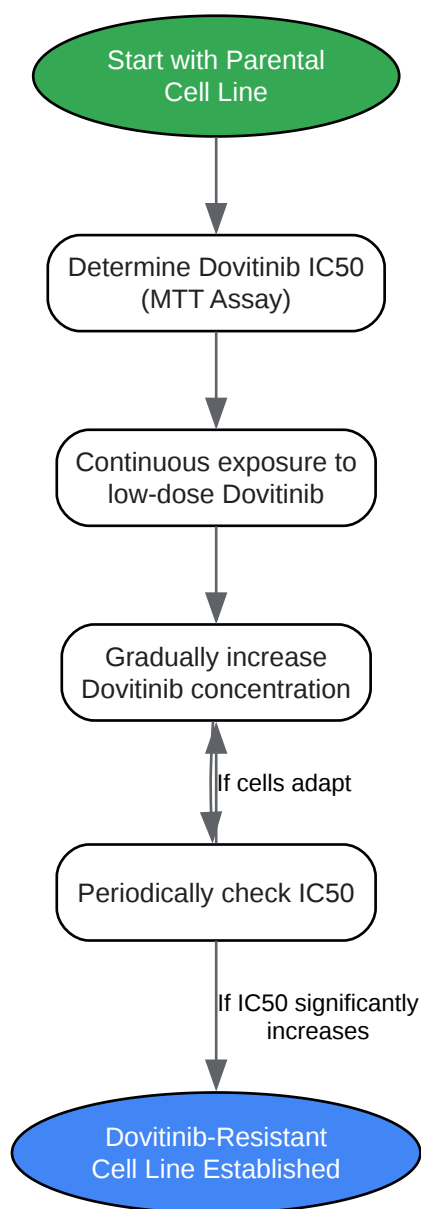 Start with Parental
Cell Line
Determine Dovitinib IC50
(MTT Assay)
Continuous exposure to
low-dose Dovitinib
Gradually increase
Dovitinib concentration
If cells adapt
Periodically check IC50
If IC50 significantly
increases
Dovitinib-Resistant
Cell Line Established